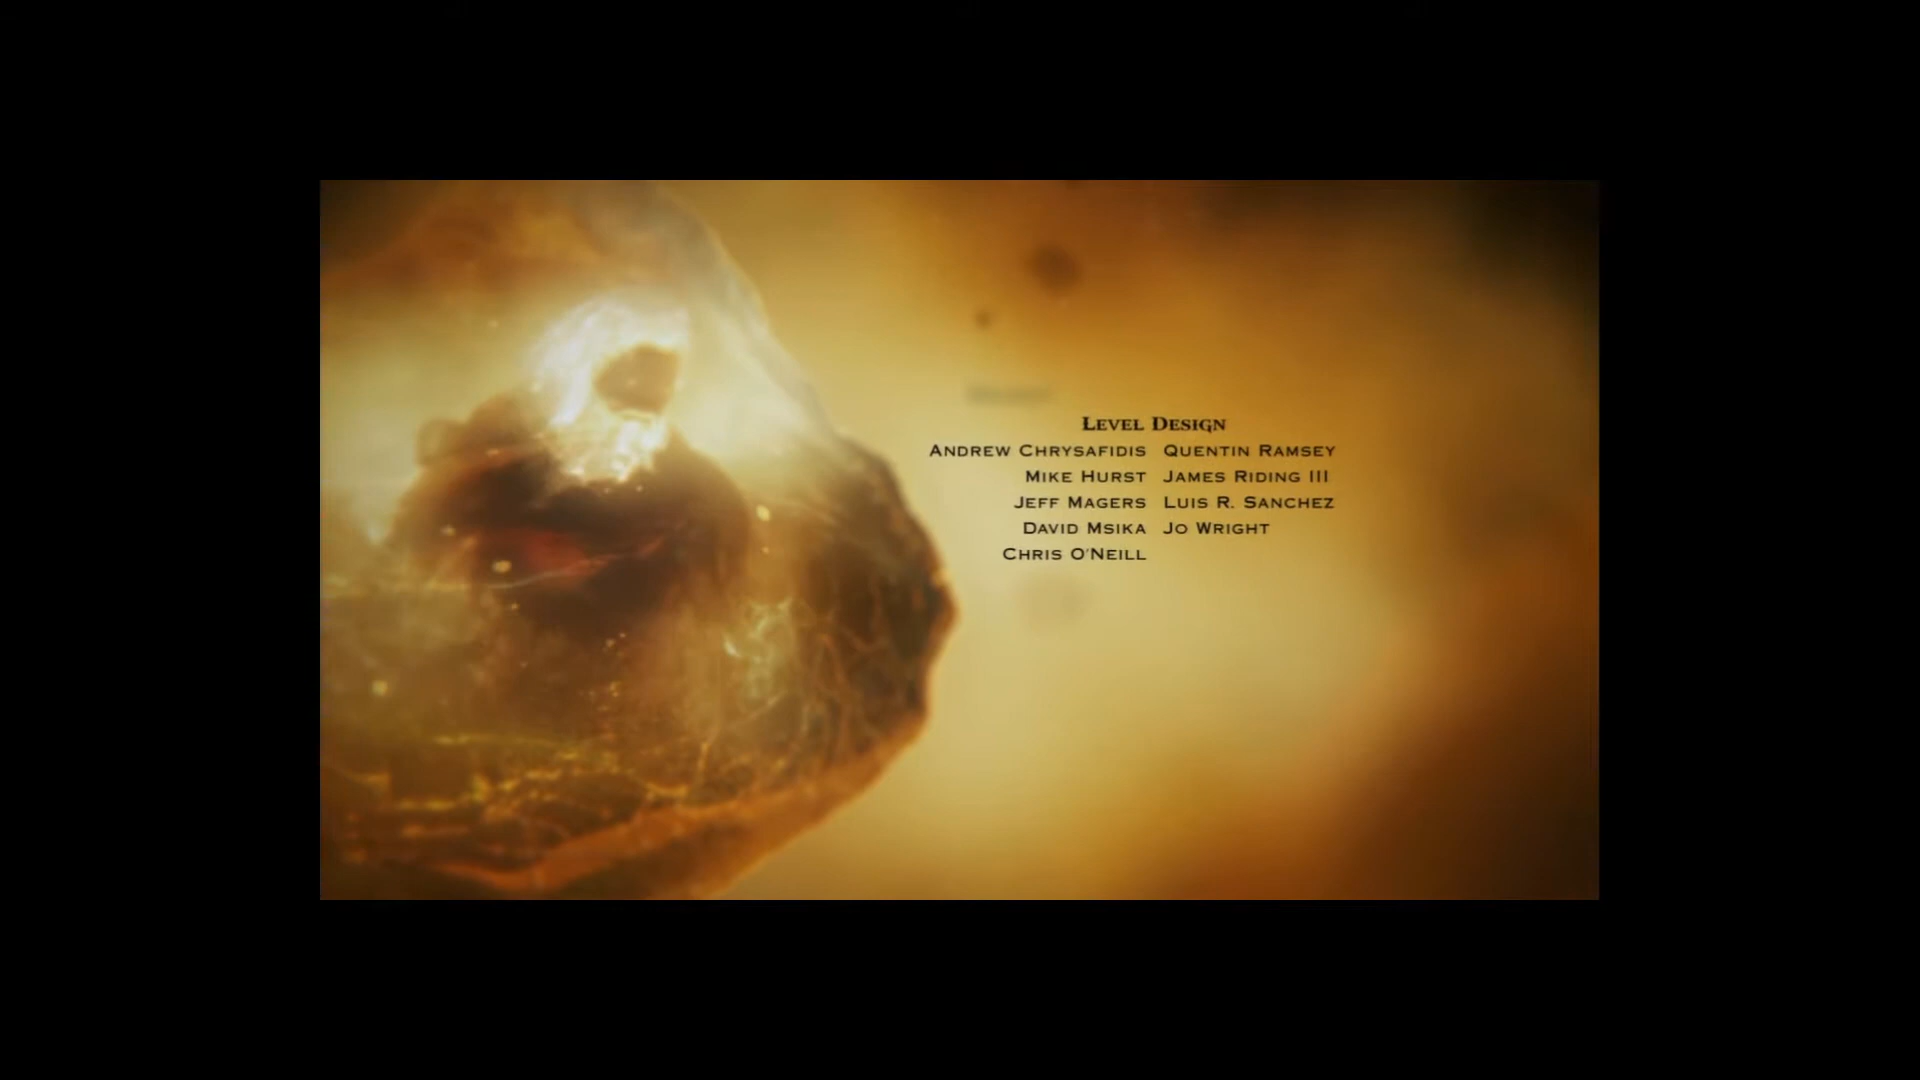 LEVEL DESIGN
ANDREW CHRYSAFIDIS QUENTIN RAMSEY
MIKE HURST JAMES RIDING III
JEFF MAGERS LUIS R. SANCHEZ
DAVID MSIKA JO WRIGHT
CHRIS O'NEILL